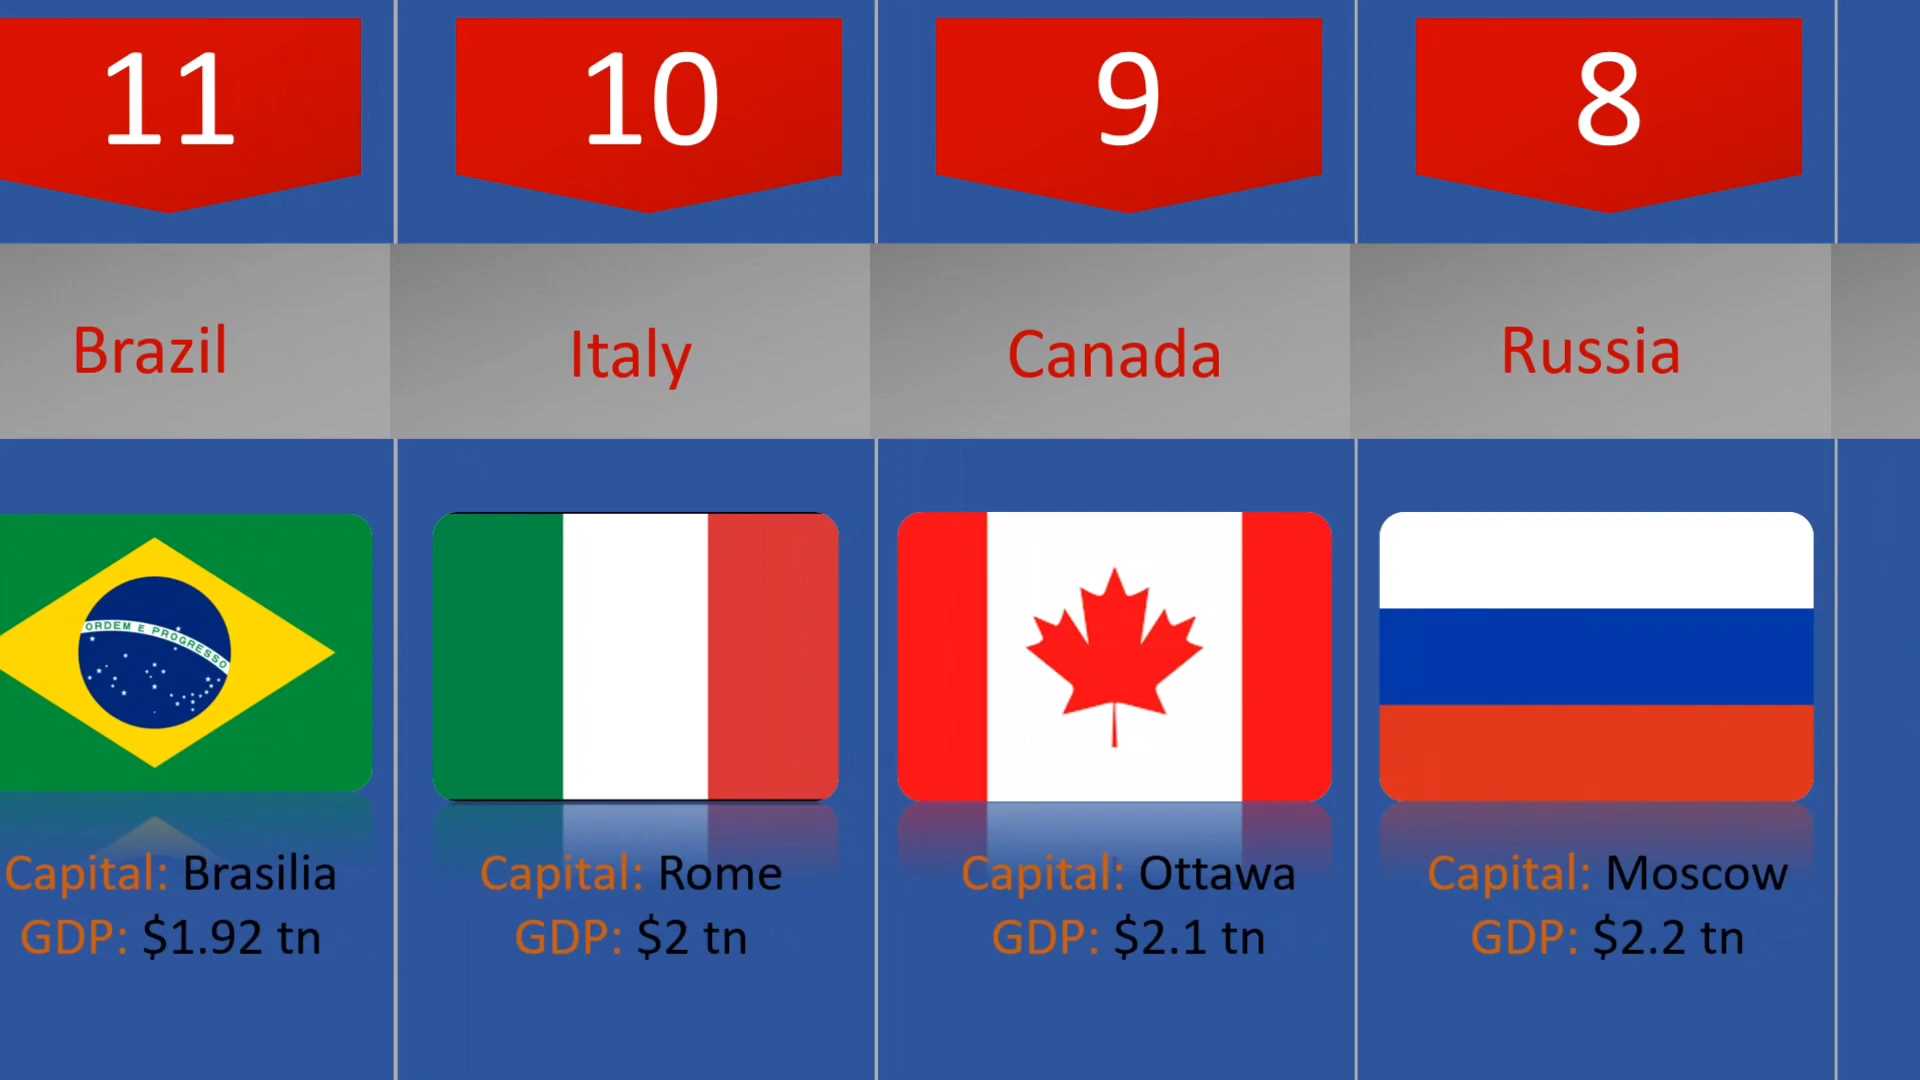 11
10
9
8
Brazil
Italy
Canada
Russia
ORDEM E PROGRESSO
Capital: Brasilia
GDP: $1.92 tn
Capital: Rome
GDP: $2 tn
Capital: Ottawa
GDP: $2.1 tn
Capital: Moscow
GDP: $2.2 tn